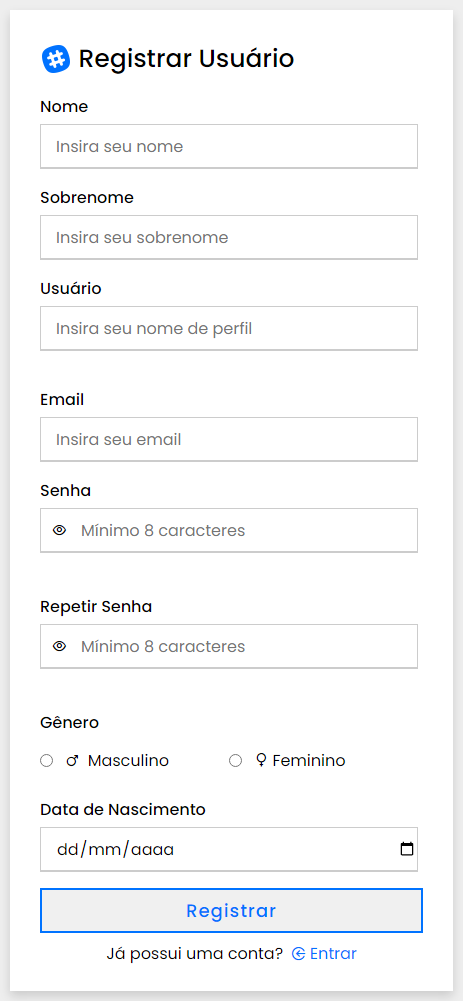 Registrar Usuário
Nome
Insira seu nome
Sobrenome
Insira seu sobrenome
Usuário
Insira seu nome de perfil
Email
Insira seu email
Senha
Mínimo 8 caracteres
Repetir Senha
Mínimo 8 caracteres
Gênero
♂ Masculino ♀ Feminino
Data de Nascimento
dd/mm/aaaa
Registrar
Já possui uma conta? Entrar